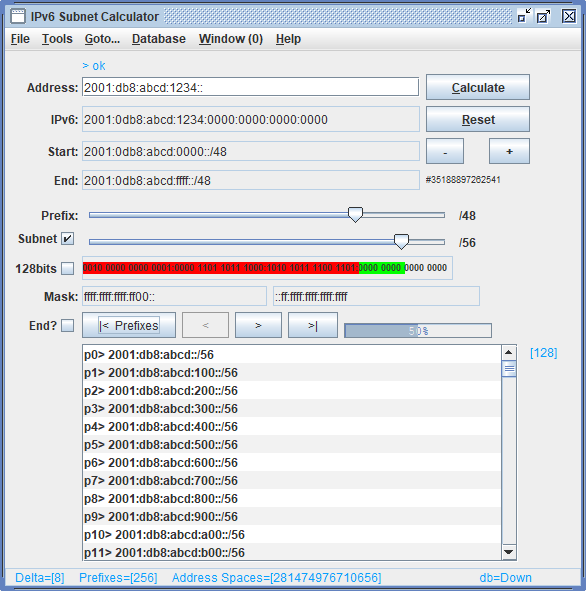 IPv6 Subnet Calculator
File Tools Goto... Database Window (0) Help
> ok
Address: 2001:db8:abcd:1234:: Calculate
IPv6: 2001:0db8:abcd:1234:0000:0000:0000:0000 Reset
Start: 2001:0db8:abcd:0000::/48 - +
End: 2001:0db8:abcd:ffff::/48 #35188897262541
Prefix: /48
Subnet /56
128bits 0010 0000 0000 0001:0000 1101 1011 1000:1010 1011 1100 1101:0000 0000 0000 0000
Mask: ffff:ffff:ffff:ff00:: ::ff:ffff:ffff:ffff:ffff
End? |< Prefixes < > >| 50%
p0> 2001:db8:abcd::/56 [128]
p1> 2001:db8:abcd:100::/56
p2> 2001:db8:abcd:200::/56
p3> 2001:db8:abcd:300::/56
p4> 2001:db8:abcd:400::/56
p5> 2001:db8:abcd:500::/56
p6> 2001:db8:abcd:600::/56
p7> 2001:db8:abcd:700::/56
p8> 2001:db8:abcd:800::/56
p9> 2001:db8:abcd:900::/56
p10> 2001:db8:abcd:a00::/56
p11> 2001:db8:abcd:b00::/56
Delta=[8] Prefixes=[256] Address Spaces=[281474976710656] db=Down